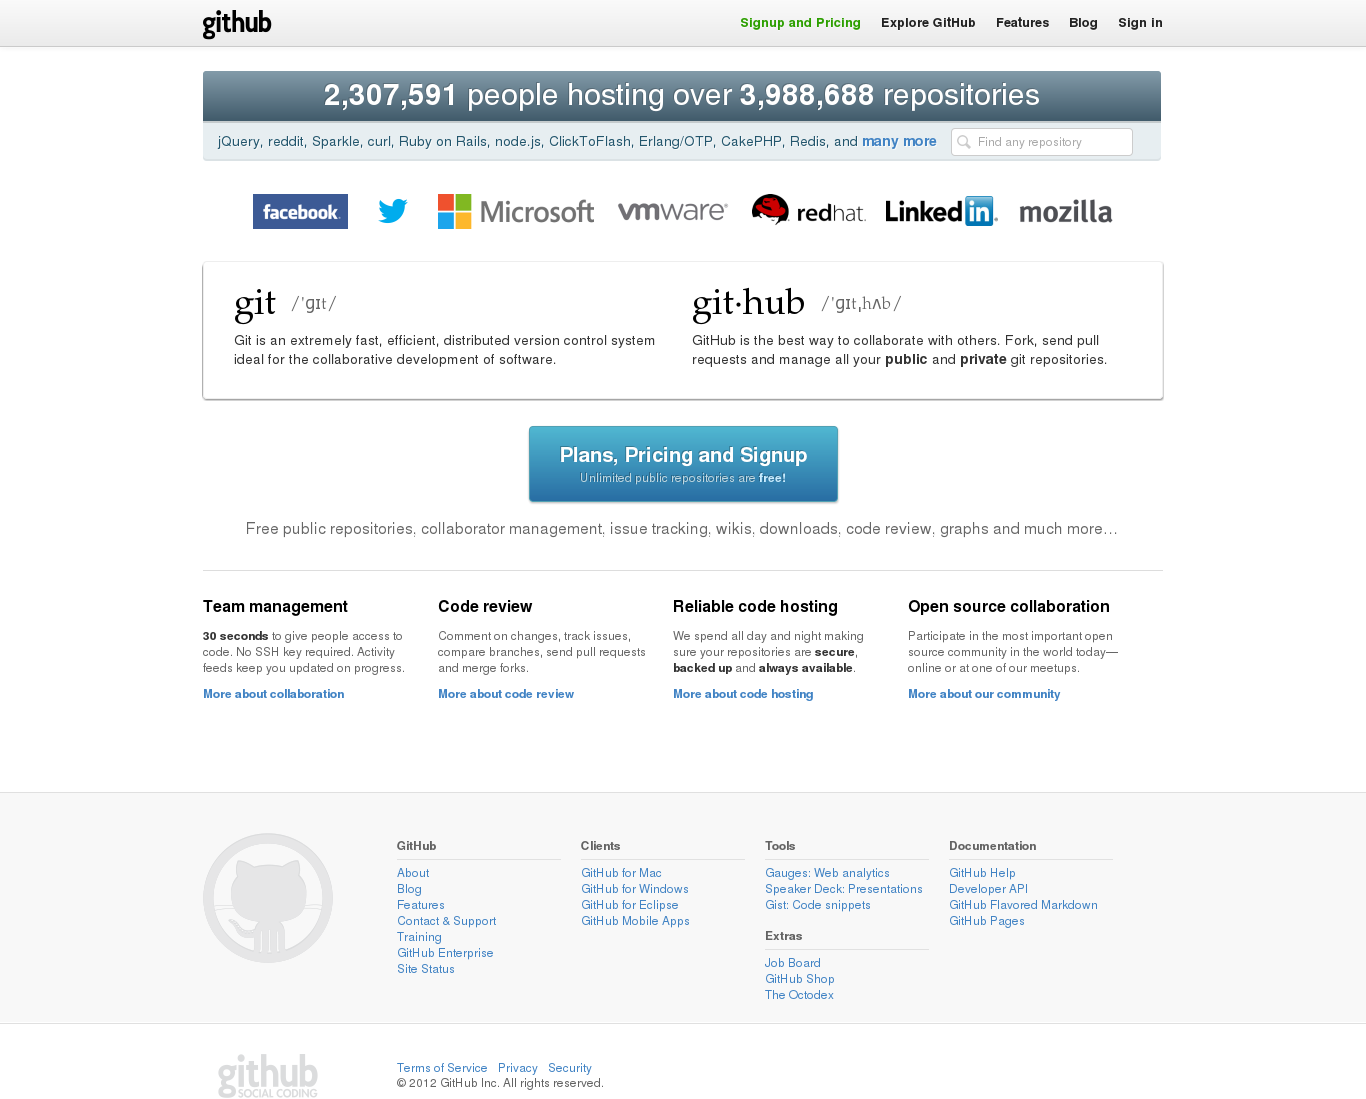 github
Signup and Pricing Explore GitHub Features Blog Sign in
2,307,591 people hosting over 3,988,688 repositories
jQuery, reddit, Sparkle, curl, Ruby on Rails, node.js, ClickToFlash, Erlang/OTP, CakePHP, Redis, and many more
Find any repository
facebook Microsoft vmware redhat. Linked in mozilla
git /ˈɡɪt/
Git is an extremely fast, efficient, distributed version control system
ideal for the collaborative development of software.
git·hub /ˈɡɪtˌhʌb/
GitHub is the best way to collaborate with others. Fork, send pull
requests and manage all your public and private git repositories.
Plans, Pricing and Signup
Unlimited public repositories are free!
Free public repositories, collaborator management, issue tracking, wikis, downloads, code review, graphs and much more…
Team management
30 seconds to give people access to
code. No SSH key required. Activity
feeds keep you updated on progress.
More about collaboration
Code review
Comment on changes, track issues,
compare branches, send pull requests
and merge forks.
More about code review
Reliable code hosting
We spend all day and night making
sure your repositories are secure,
backed up and always available.
More about code hosting
Open source collaboration
Participate in the most important open
source community in the world today—
online or at one of our meetups.
More about our community
GitHub
About
Blog
Features
Contact & Support
Training
GitHub Enterprise
Site Status
Clients
GitHub for Mac
GitHub for Windows
GitHub for Eclipse
GitHub Mobile Apps
Tools
Gauges: Web analytics
Speaker Deck: Presentations
Gist: Code snippets
Extras
Job Board
GitHub Shop
The Octodex
Documentation
GitHub Help
Developer API
GitHub Flavored Markdown
GitHub Pages
github
SOCIAL CODING
Terms of Service Privacy Security
© 2012 GitHub Inc. All rights reserved.